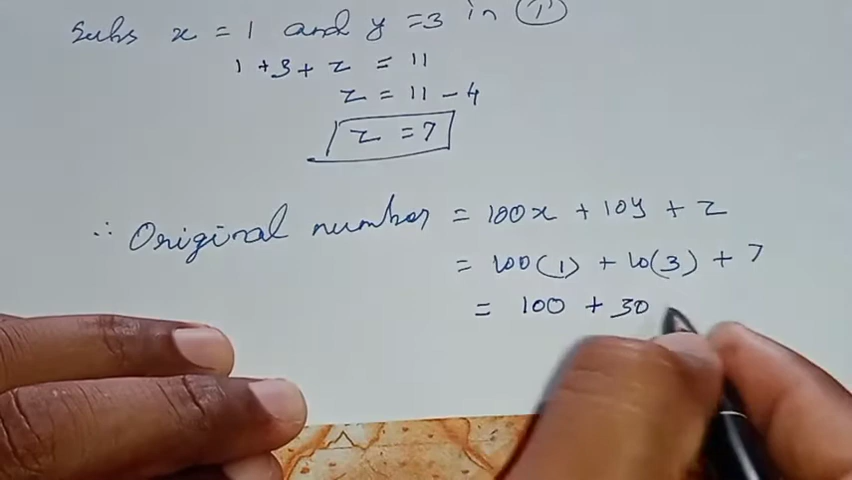 Subs x = 1 and y = 3 in ①
1 + 3 + z = 11
z = 11 - 4
z = 7
∴ Original number = 100x + 10y + z
= 100(1) + 10(3) + 7
= 100 + 30